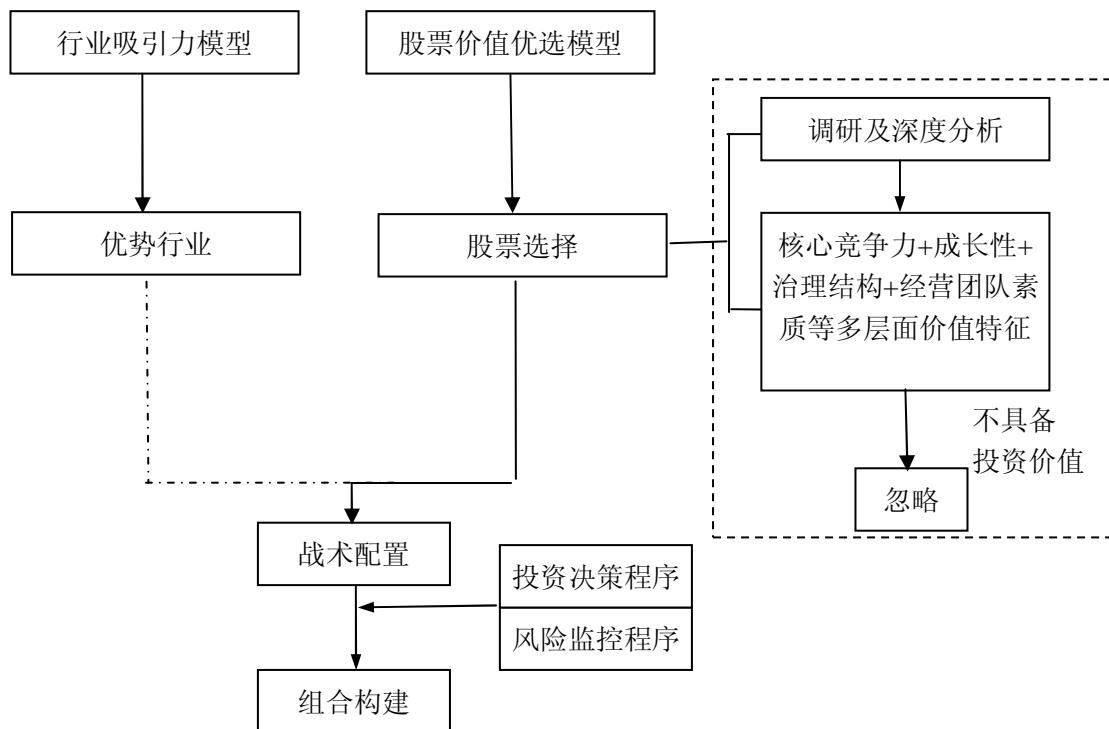 行业吸引力模型
股票价值优选模型
调研及深度分析
优势行业
股票选择
核心竞争力+成长性+
治理结构+经营团队素
质等多层面价值特征
不具备
投资价值
忽略
战术配置
投资决策程序
风险监控程序
组合构建